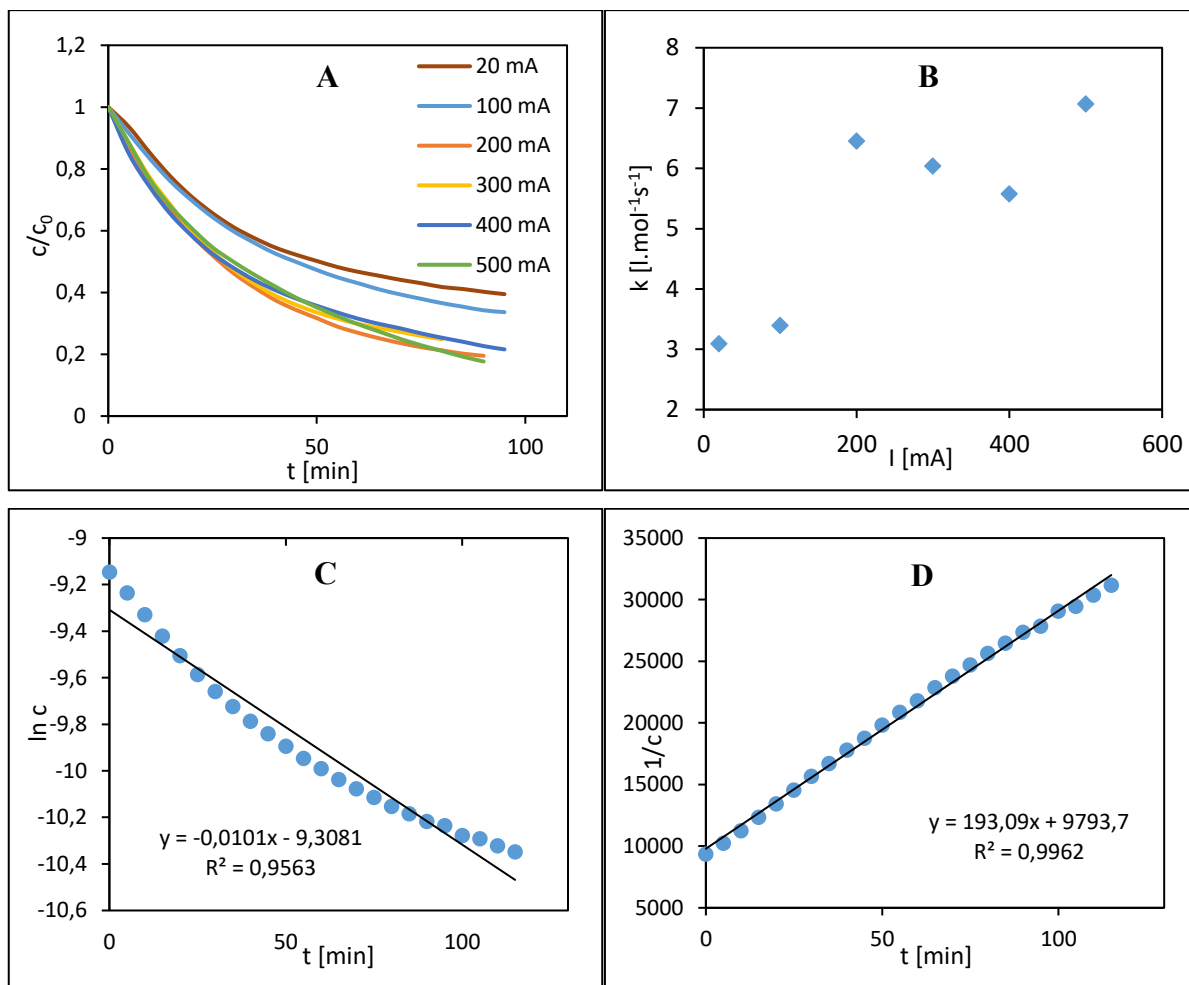 A
1,2
1
0,8
0,6
0,4
0,2
0
c/c₀
0
50
100
t [min]
20 mA
100 mA
200 mA
300 mA
400 mA
500 mA
B
8
7
6
5
4
3
2
k [l.mol⁻¹s⁻¹]
0
200
400
600
I [mA]
C
-9
-9,2
-9,4
-9,6
-9,8
-10
-10,2
-10,4
-10,6
ln c
y = -0,0101x - 9,3081
R² = 0,9563
0
50
100
t [min]
D
35000
30000
25000
20000
15000
10000
5000
1/c
y = 193,09x + 9793,7
R² = 0,9962
0
50
100
t [min]